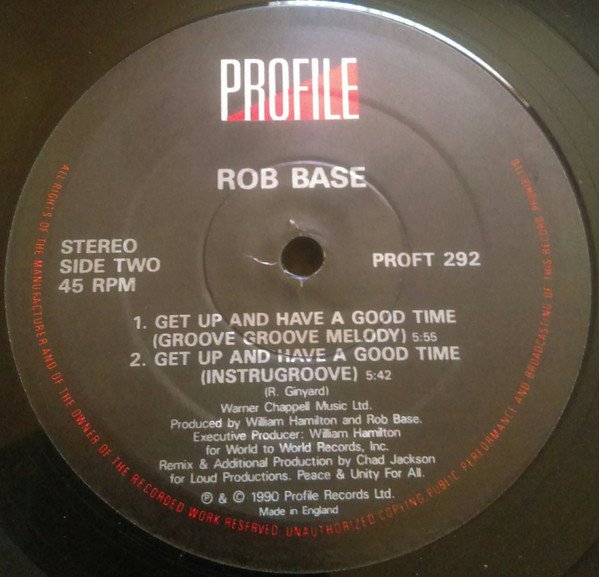 PROFILE
ROB BASE
STEREO
SIDE TWO
45 RPM
PROFT 292
1. GET UP AND HAVE A GOOD TIME
(GROOVE GROOVE MELODY) 5:55
2. GET UP AND HAVE A GOOD TIME
(INSTRUGROOVE) 5:42
(R. Ginyard)
Warner Chappell Music Ltd.
Produced by William Hamilton and Rob Base.
Executive Producer: William Hamilton
for World to World Records, Inc.
Remix & Additional Production by Chad Jackson
for Loud Productions. Peace & Unity For All.
℗ & © 1990 Profile Records Ltd.
Made in England
ALL RIGHTS OF THE MANUFACTURER AND OF THE OWNER OF THE RECORDED WORK RESERVED. UNAUTHORIZED COPYING PUBLIC PERFORMANCE AND BROADCASTING OF THIS RECORD PROHIBITED